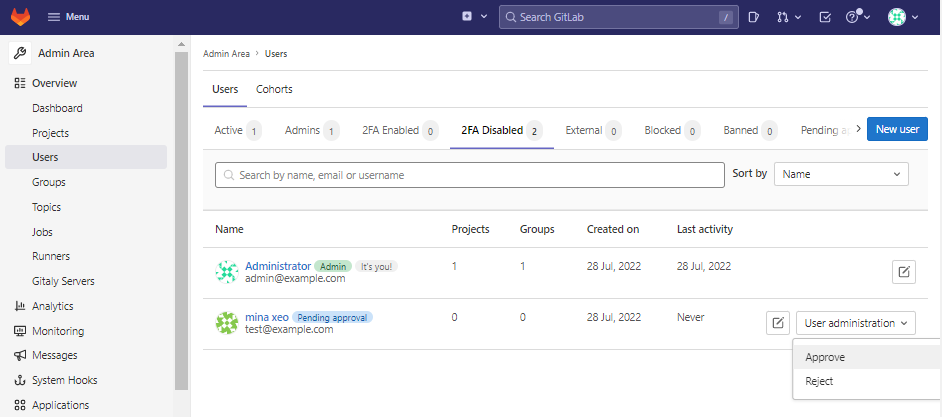 Menu
Search GitLab /
Admin Area
Overview
Dashboard
Projects
Users
Groups
Topics
Jobs
Runners
Gitaly Servers
Analytics
Monitoring
Messages
System Hooks
Applications
Admin Area > Users
Users Cohorts
Active 1 Admins 1 2FA Enabled 0 2FA Disabled 2 External 0 Blocked 0 Banned 0 Pending New user
Search by name, email or username Sort by Name
Name Projects Groups Created on Last activity
Administrator Admin It's you! 1 1 28 Jul, 2022 28 Jul, 2022
admin@example.com
mina xeo Pending approval 0 0 28 Jul, 2022 Never User administration
test@example.com
Approve
Reject